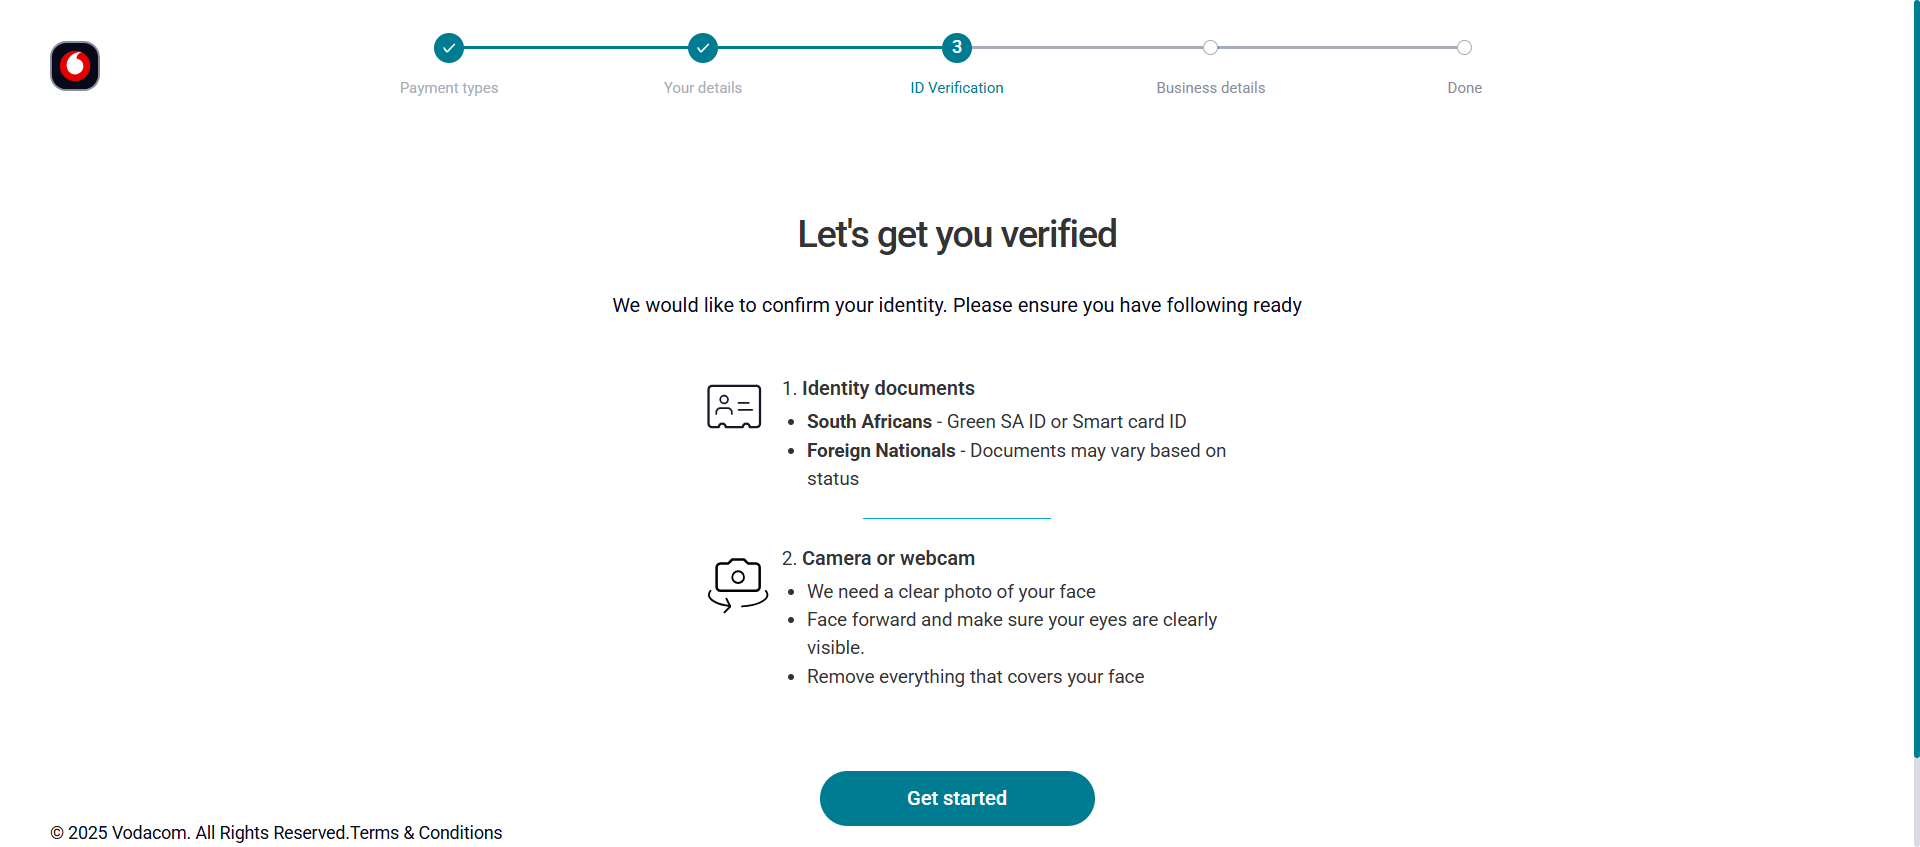 3
Payment types
Your details
ID Verification
Business details
Done
Let's get you verified
We would like to confirm your identity. Please ensure you have following ready
1. Identity documents
• South Africans - Green SA ID or Smart card ID
• Foreign Nationals - Documents may vary based on
status
2. Camera or webcam
• We need a clear photo of your face
• Face forward and make sure your eyes are clearly
visible.
• Remove everything that covers your face
Get started
© 2025 Vodacom. All Rights Reserved.Terms & Conditions